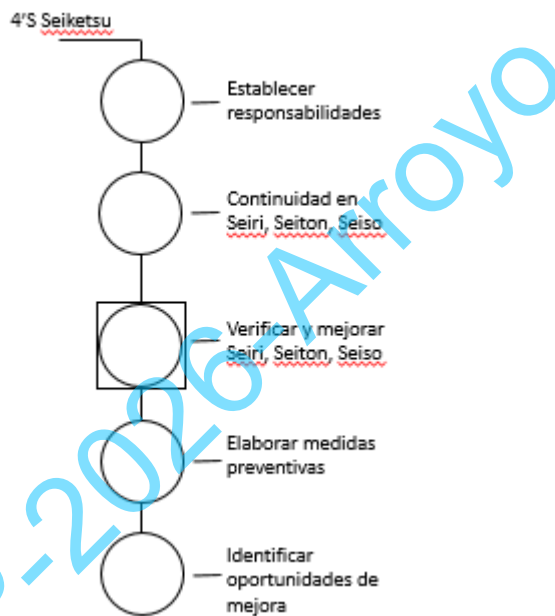 4'S Seiketsu
Establecer
responsabilidades
Continuidad en
Seiri, Seiton, Seiso
Verificar y mejorar
Seiri, Seiton, Seiso
Elaborar medidas
preventivas
Identificar
oportunidades de
mejora
-2026-Arroyo